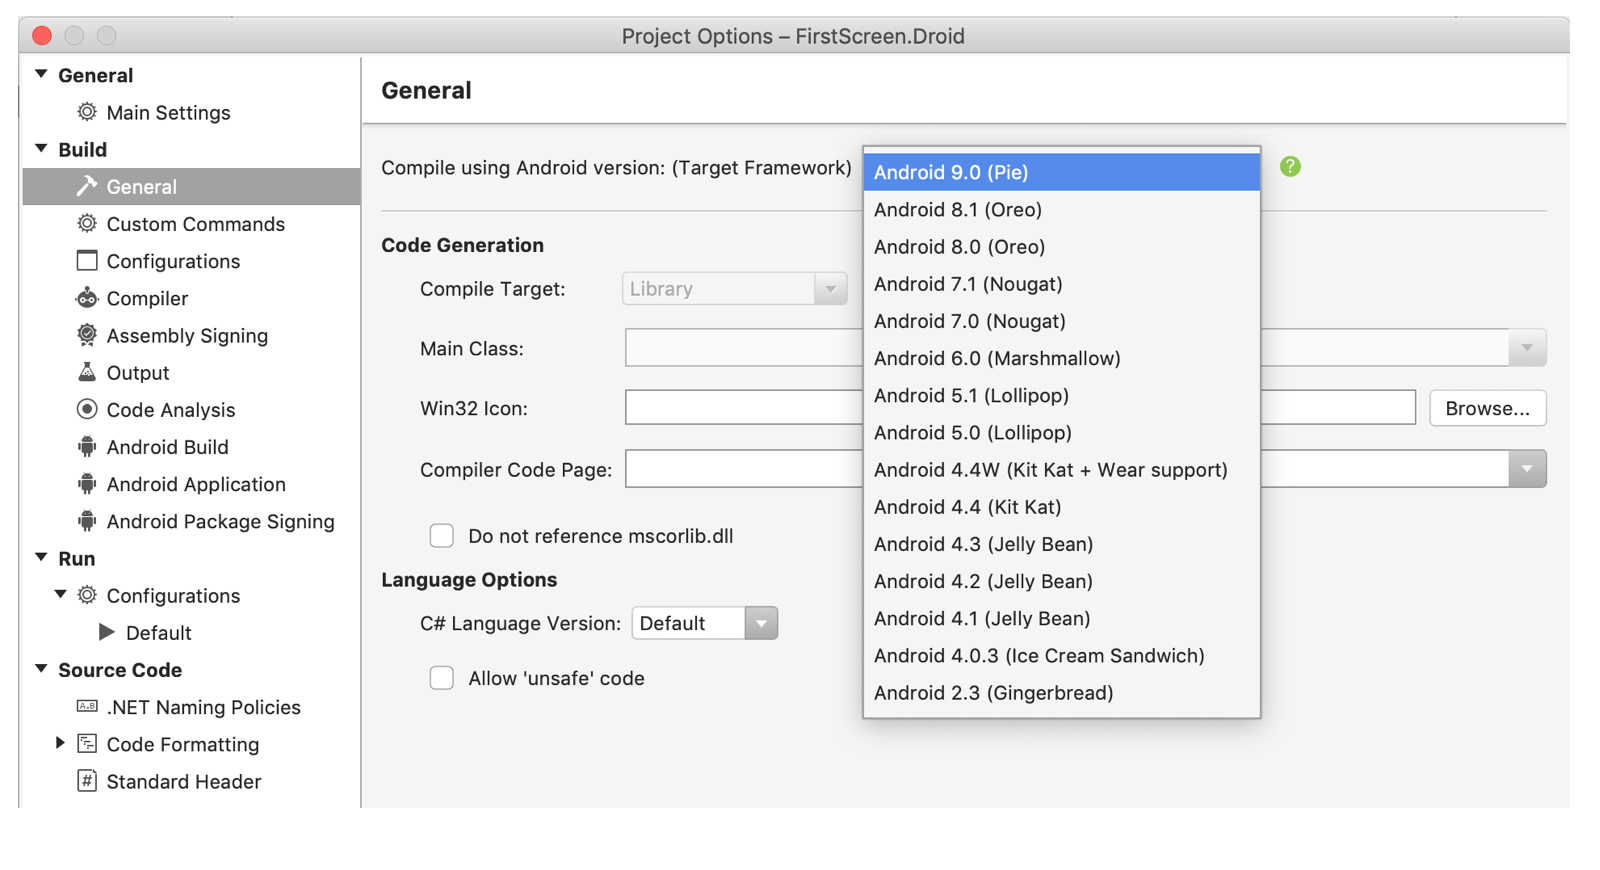 Project Options – FirstScreen.Droid
General
Main Settings
Build
General
Custom Commands
Configurations
Compiler
Assembly Signing
Output
Code Analysis
Android Build
Android Application
Android Package Signing
Run
Configurations
Default
Source Code
A.B .NET Naming Policies
Code Formatting
# Standard Header
General
Compile using Android version: (Target Framework)
?
Android 9.0 (Pie)
Android 8.1 (Oreo)
Android 8.0 (Oreo)
Android 7.1 (Nougat)
Android 7.0 (Nougat)
Android 6.0 (Marshmallow)
Android 5.1 (Lollipop)
Android 5.0 (Lollipop)
Android 4.4W (Kit Kat + Wear support)
Android 4.4 (Kit Kat)
Android 4.3 (Jelly Bean)
Android 4.2 (Jelly Bean)
Android 4.1 (Jelly Bean)
Android 4.0.3 (Ice Cream Sandwich)
Android 2.3 (Gingerbread)
Code Generation
Compile Target: Library
Main Class:
Win32 Icon: Browse...
Compiler Code Page:
Do not reference mscorlib.dll
Language Options
C# Language Version: Default
Allow 'unsafe' code